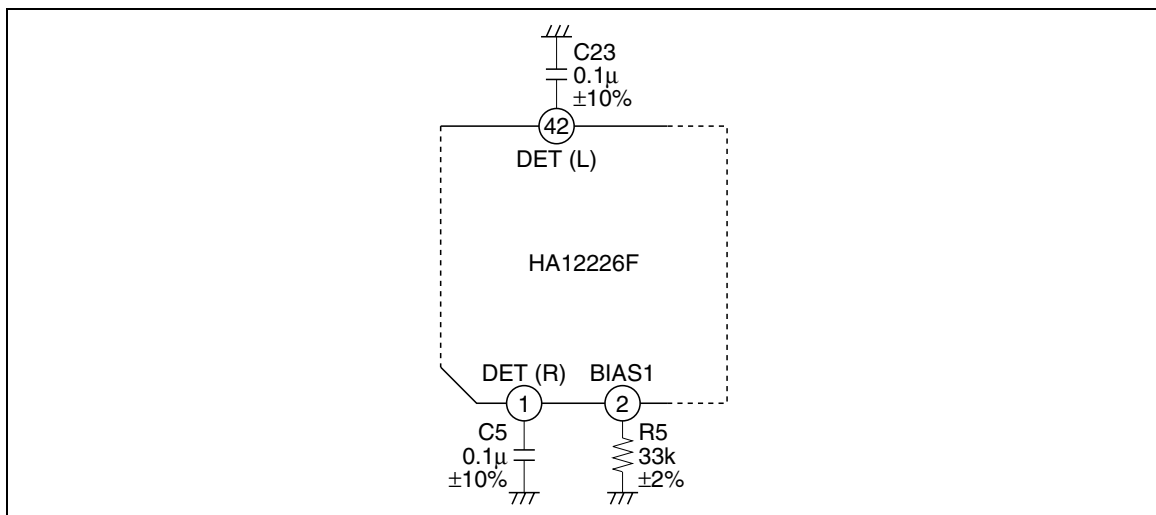 C23
0.1μ
±10%
42
DET (L)
HA12226F
DET (R)
BIAS1
1
2
C5
0.1μ
±10%
R5
33k
±2%